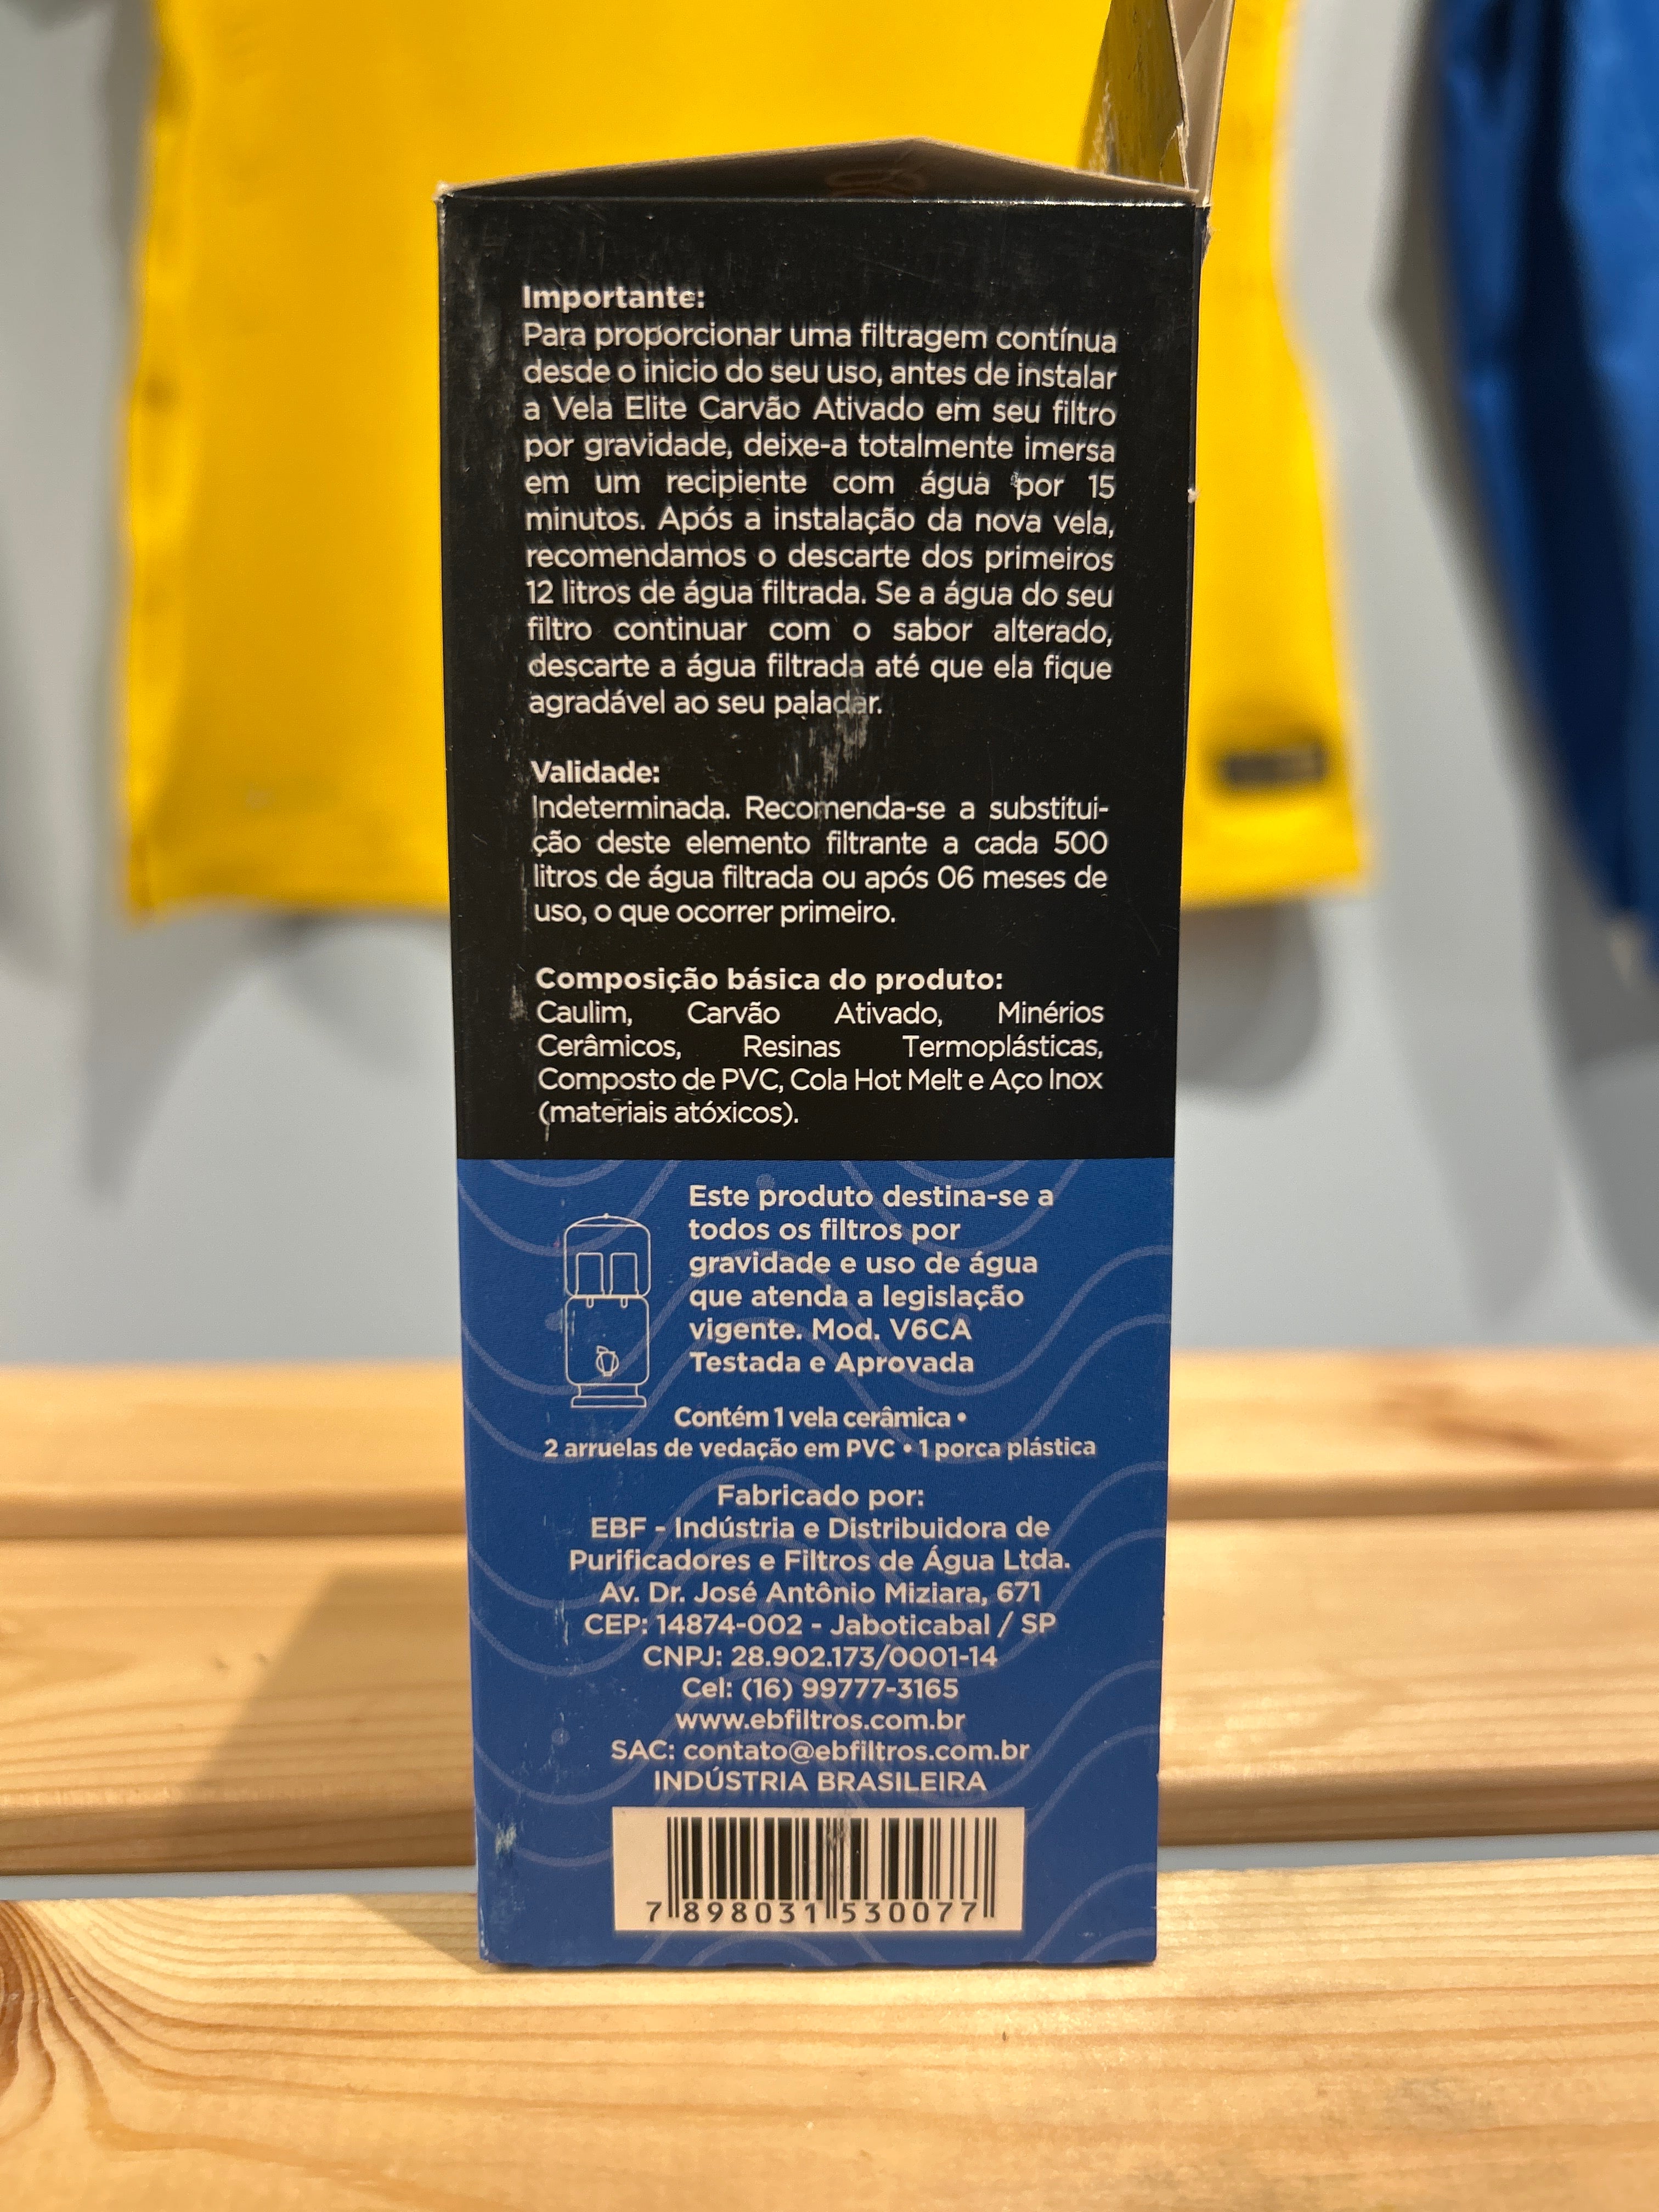 Importante:
Para proporcionar uma filtragem contínua
desde o inicio do seu uso, antes de instalar
a Vela Elite Carvão Ativado em seu filtro
por gravidade, deixe-a totalmente imersa
em um recipiente com água por 15
minutos. Após a instalação da nova vela,
recomendamos o descarte dos primeiros
12 litros de água filtrada. Se a água do seu
filtro continuar com o sabor alterado,
descarte a água filtrada até que ela fique
agradável ao seu paladar.
Validade:
Indeterminada. Recomenda-se a substitui-
ção deste elemento filtrante a cada 500
litros de água filtrada ou após 06 meses de
uso, o que ocorrer primeiro.
Composição básica do produto:
Caulim, Carvão Ativado, Minérios
Cerâmicos, Resinas Termoplásticas,
Composto de PVC, Cola Hot Melt e Aço Inox
(materiais atóxicos).
Este produto destina-se a
todos os filtros por
gravidade e uso de água
que atenda a legislação
vigente. Mod. V6CA
Testada e Aprovada
Contém 1 vela cerâmica •
2 arruelas de vedação em PVC • 1 porca plástica
Fabricado por:
EBF - Indústria e Distribuidora de
Purificadores e Filtros de Água Ltda.
Av. Dr. José Antônio Miziara, 671
CEP: 14874-002 - Jaboticabal / SP
CNPJ: 28.902.173/0001-14
Cel: (16) 99777-3165
www.ebfiltros.com.br
SAC: contato@ebfiltros.com.br
INDÚSTRIA BRASILEIRA
7 898031 530077